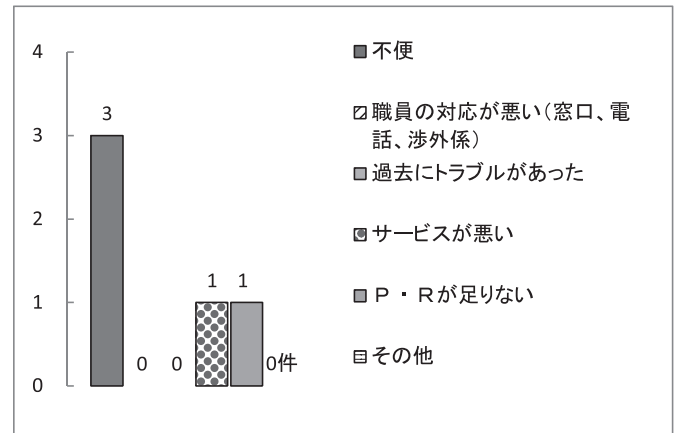 4
3
2
1
0
3
0
0
1
1
0件
不便
職員の対応が悪い（窓口、電
話、渉外係）
過去にトラブルがあった
サービスが悪い
Ｐ・Ｒが足りない
その他